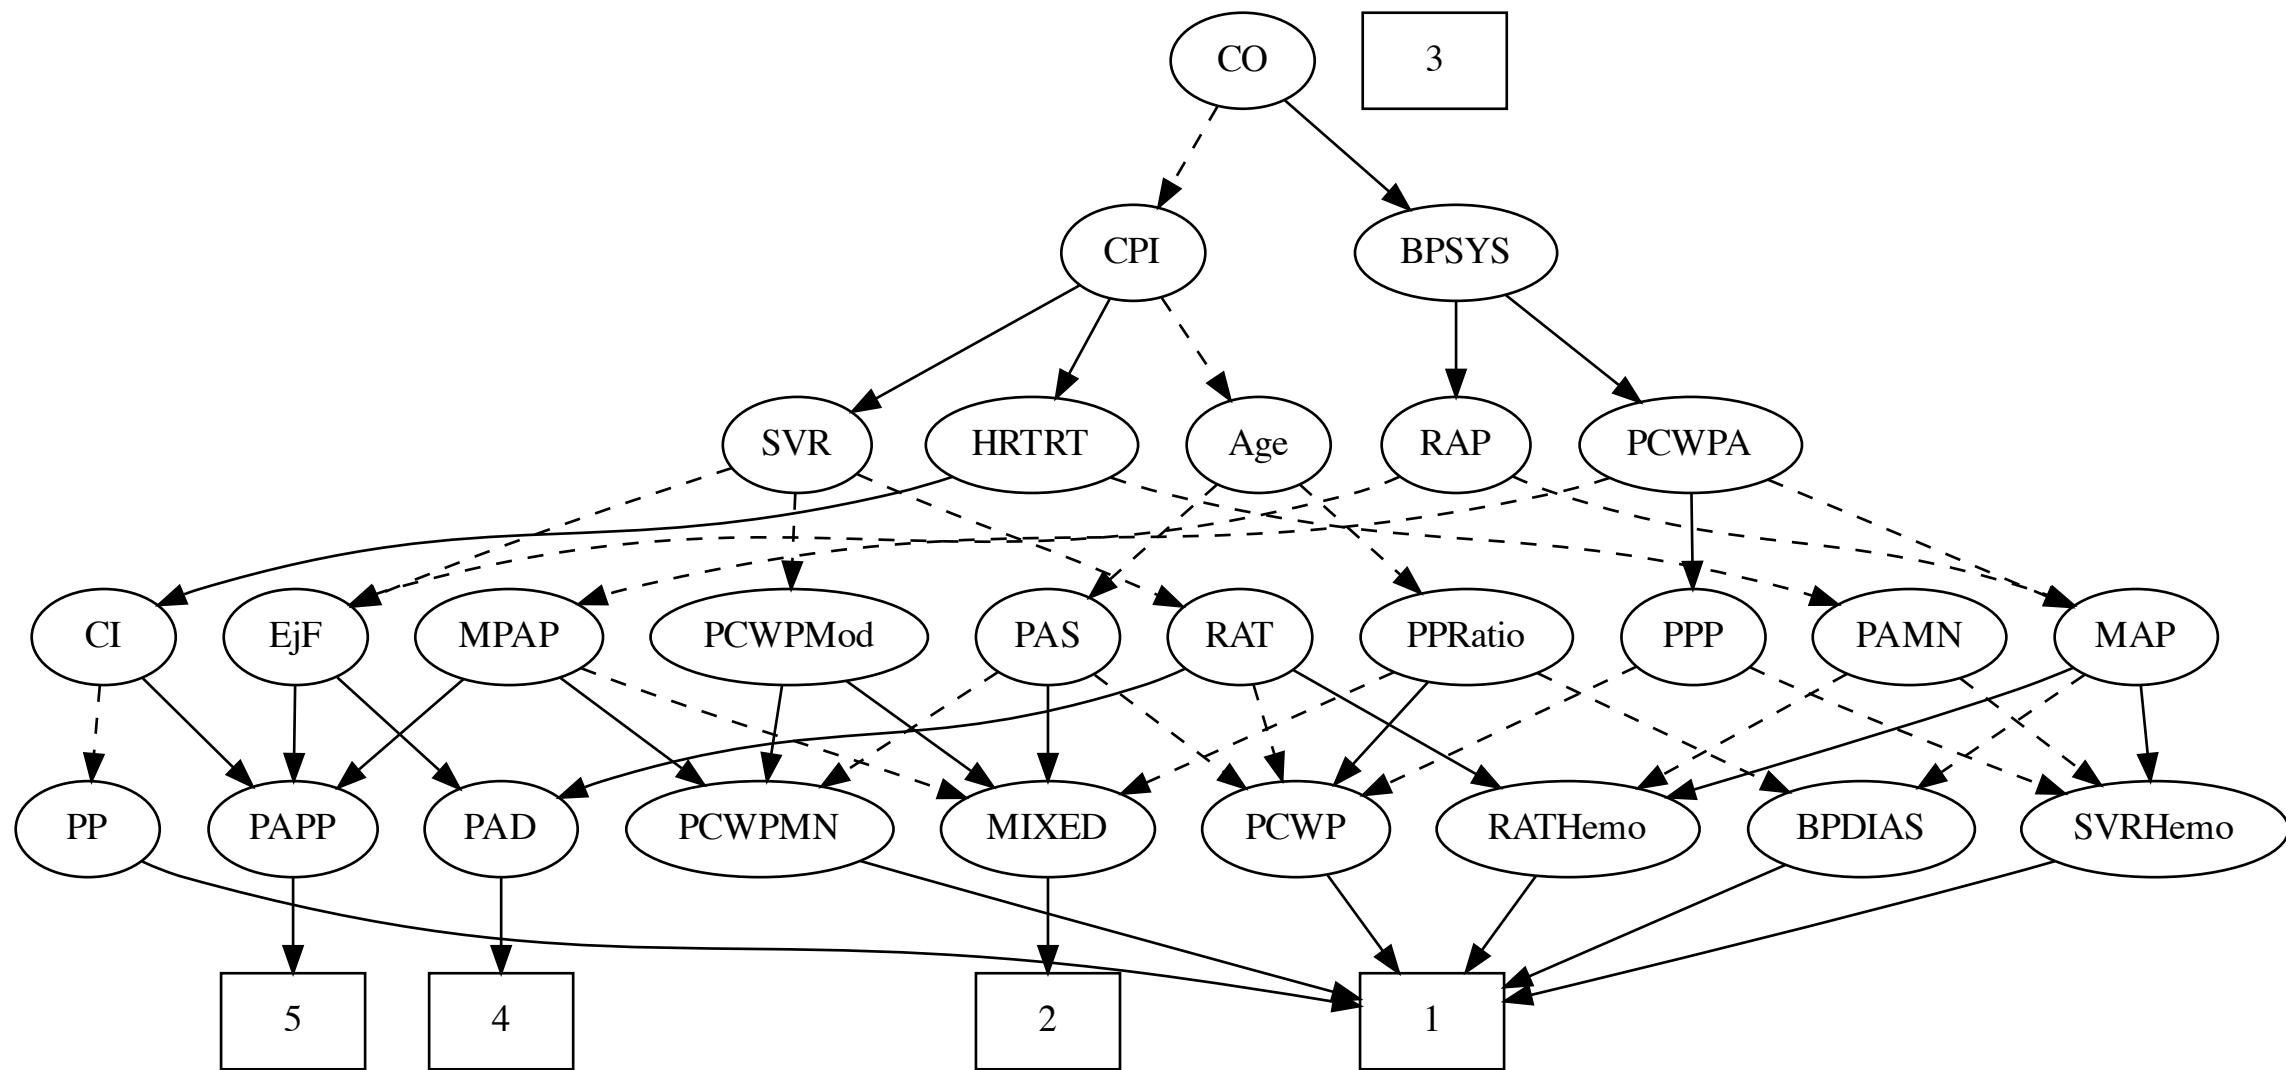 CO
3
CPI
BPSYS
SVR
HRTRT
Age
RAP
PCWPA
CI
EjF
MPAP
PCWPMod
PAS
RAT
PPRatio
PPP
PAMN
MAP
PP
PAPP
PAD
PCWPMN
MIXED
PCWP
RATHemo
BPDIAS
SVRHemo
5
4
2
1